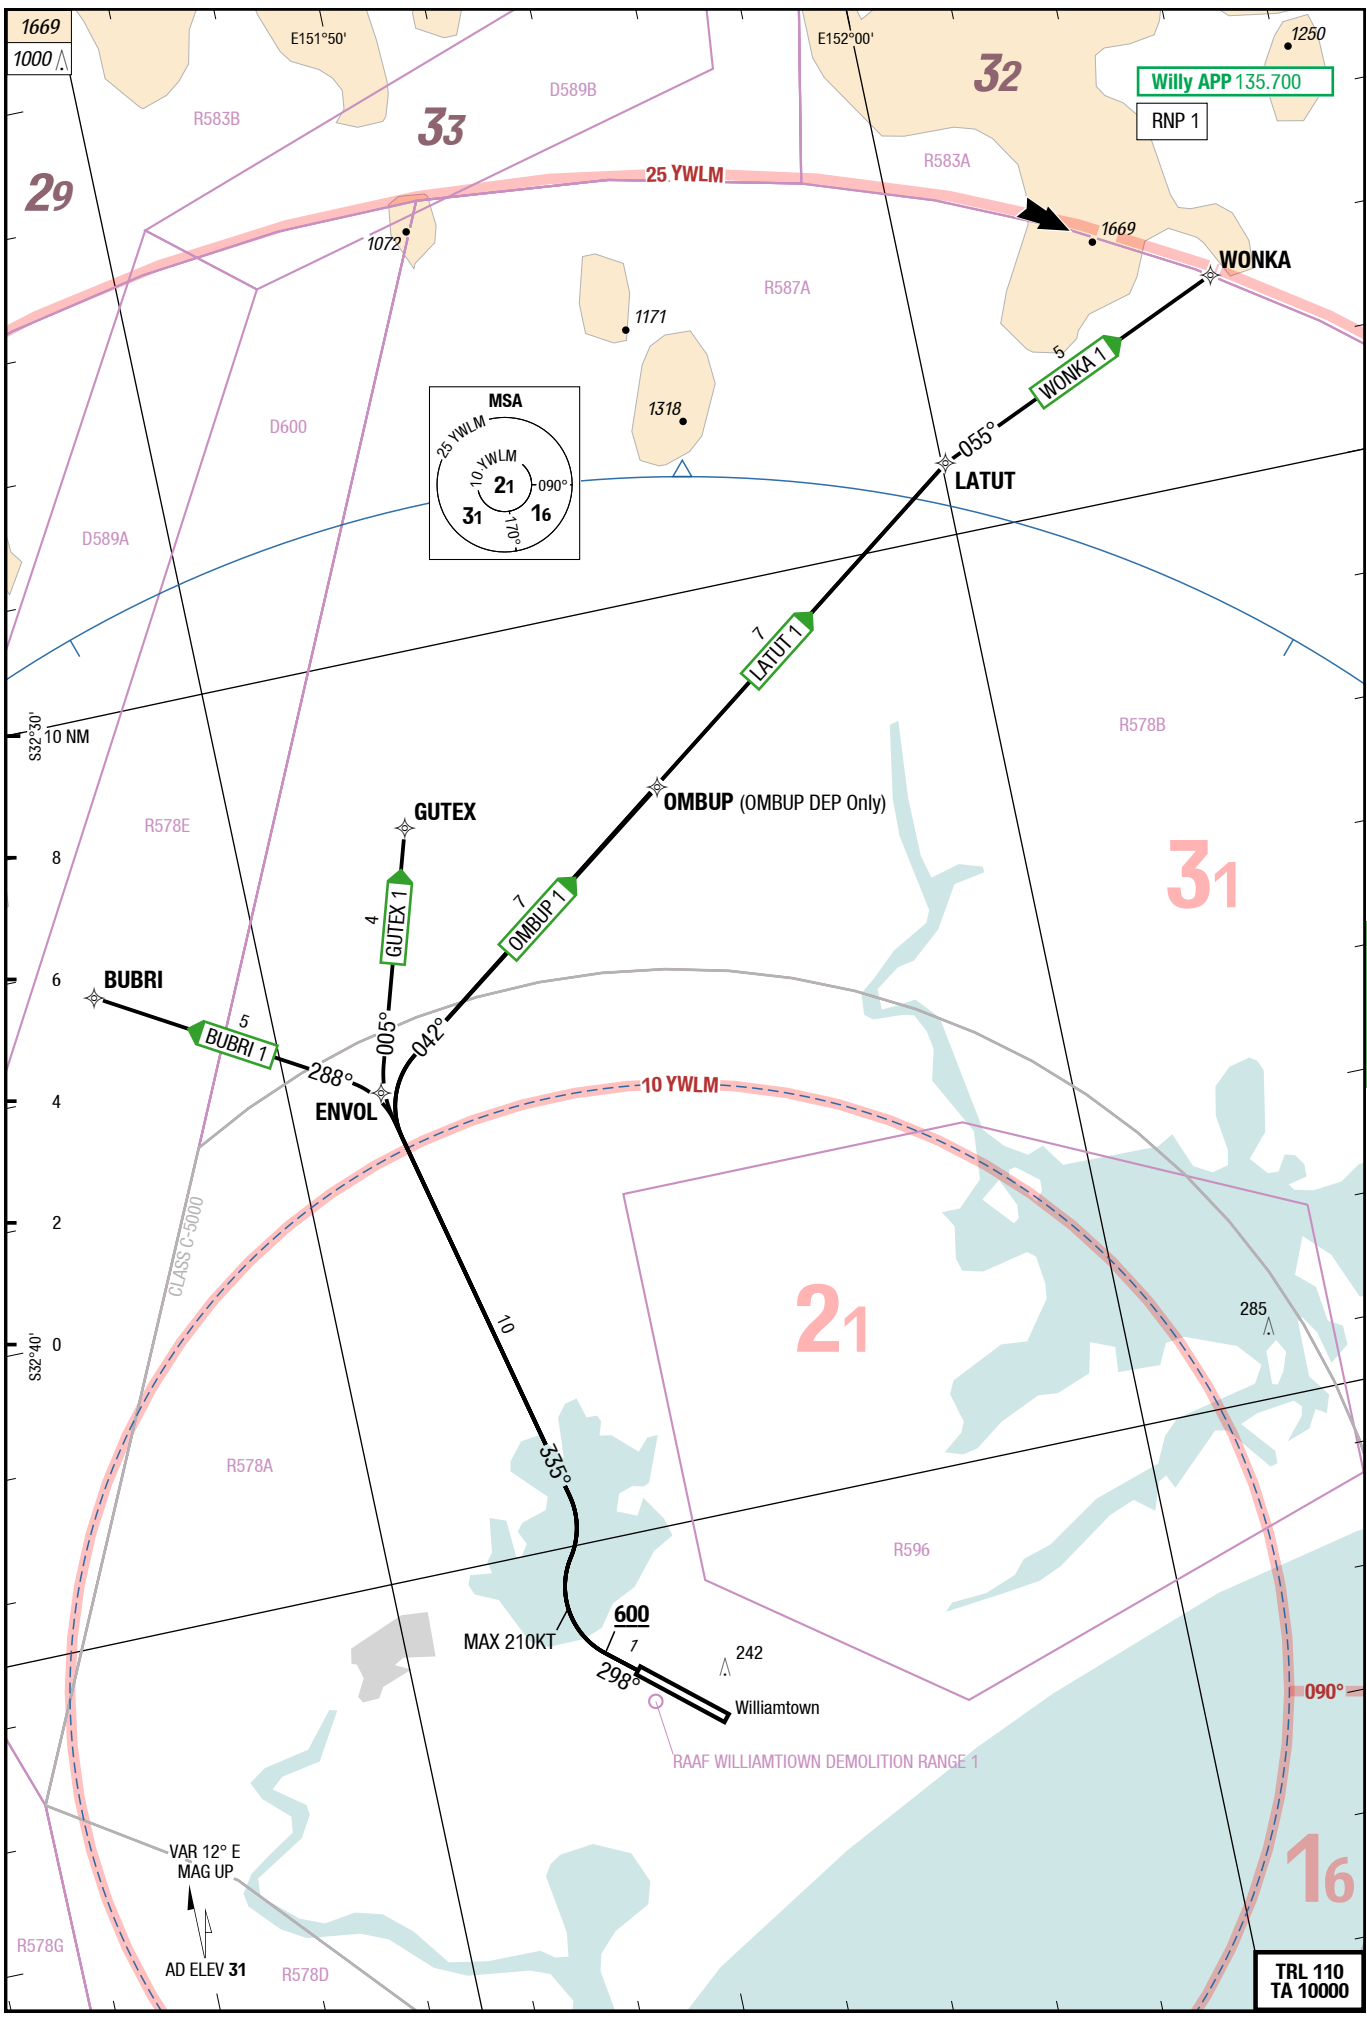 1669
1000
E151°50'
E152°00'
1250
Willy APP 135.700
RNP 1
R583B
D589B
33
32
29
R583A
25 YWLM
1072
1669
WONKA
R587A
1171
5
WONKA 1
MSA
25 YWLM
10 YWLM
21
090°
31
16
170°
1318
D600
055°
LATUT
D589A
7
LATUT 1
S32°30'
10 NM
R578B
OMBUP (OMBUP DEP Only)
GUTEX
R578E
8
31
4
GUTEX 1
7
OMBUP 1
6
BUBRI
5
BUBRI 1
005°
042°
288°
10 YWLM
4
ENVOL
2
CLASS C-5000
21
10
285
S32°40'
0
335°
R578A
R596
600
MAX 210KT
1
242
298°
Williamtown
090°
RAAF WILLIAMTIOWN DEMOLITION RANGE 1
VAR 12° E
MAG UP
16
R578G
AD ELEV 31
R578D
TRL 110
TA 10000